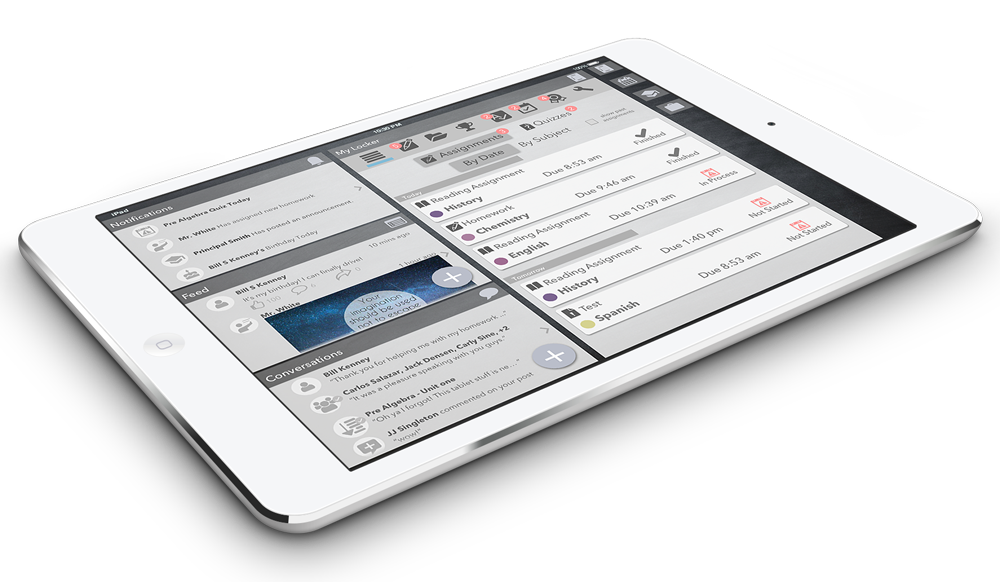 iPad
10:30 PM
100%
Notifications
Pre Algebra Quiz Today
Mr. White Has assigned new homework
Principal Smith Has posted an announcement.
Bill S Kenney's Birthday Today
Feed
Bill S Kenney
10 mins ago
It's my birthday! I can finally drive!
100
6
0
Mr. White
1 hour ago
Your
imagination
should be used
not to escape
Conversations
Bill Kenney
"Thank you for helping me with my homework..."
Carlos Salazar, Jack Densen, Carly Sine, +2
"It was a pleasure speaking with you guys"
Pre Algebra - Unit one
"Oh ya I forgot! This tablet stuff is ne...
JJ Singleton commented on your post
"wow!"
My Locker
Assignments
Quizzes
show past
assignments
By Date
By Subject
Today
Reading Assignment
Due 8:53 am
Finished
History
Homework
Due 9:46 am
Finished
Chemistry
Reading Assignment
Due 10:39 am
In Process
English
Tomorrow
Reading Assignment
Due 1:40 pm
Not Started
History
Test
Due 8:53 am
Not Started
Spanish